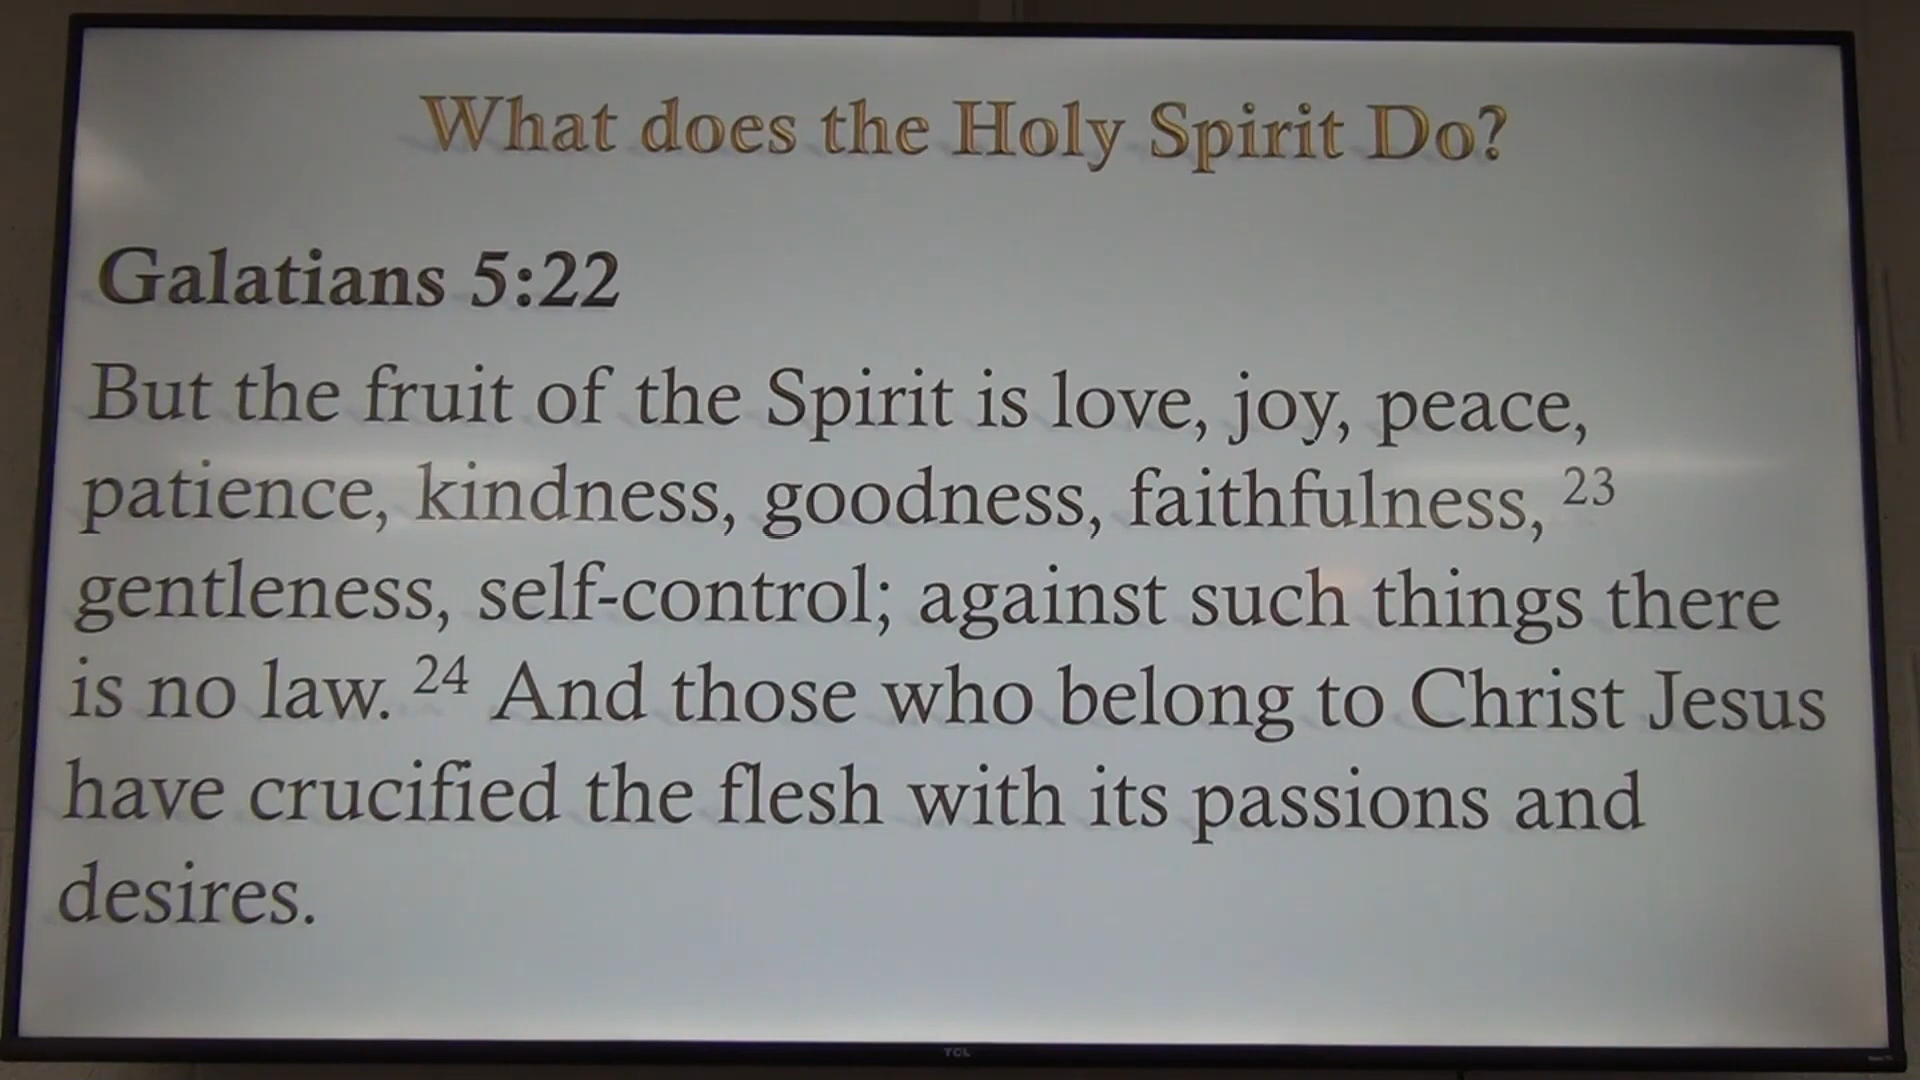 What does the Holy Spirit Do?
Galatians 5:22
But the fruit of the Spirit is love, joy, peace,
patience, kindness, goodness, faithfulness, 23
gentleness, self-control; against such things there
is no law. 24 And those who belong to Christ Jesus
have crucified the flesh with its passions and
desires.
TCL